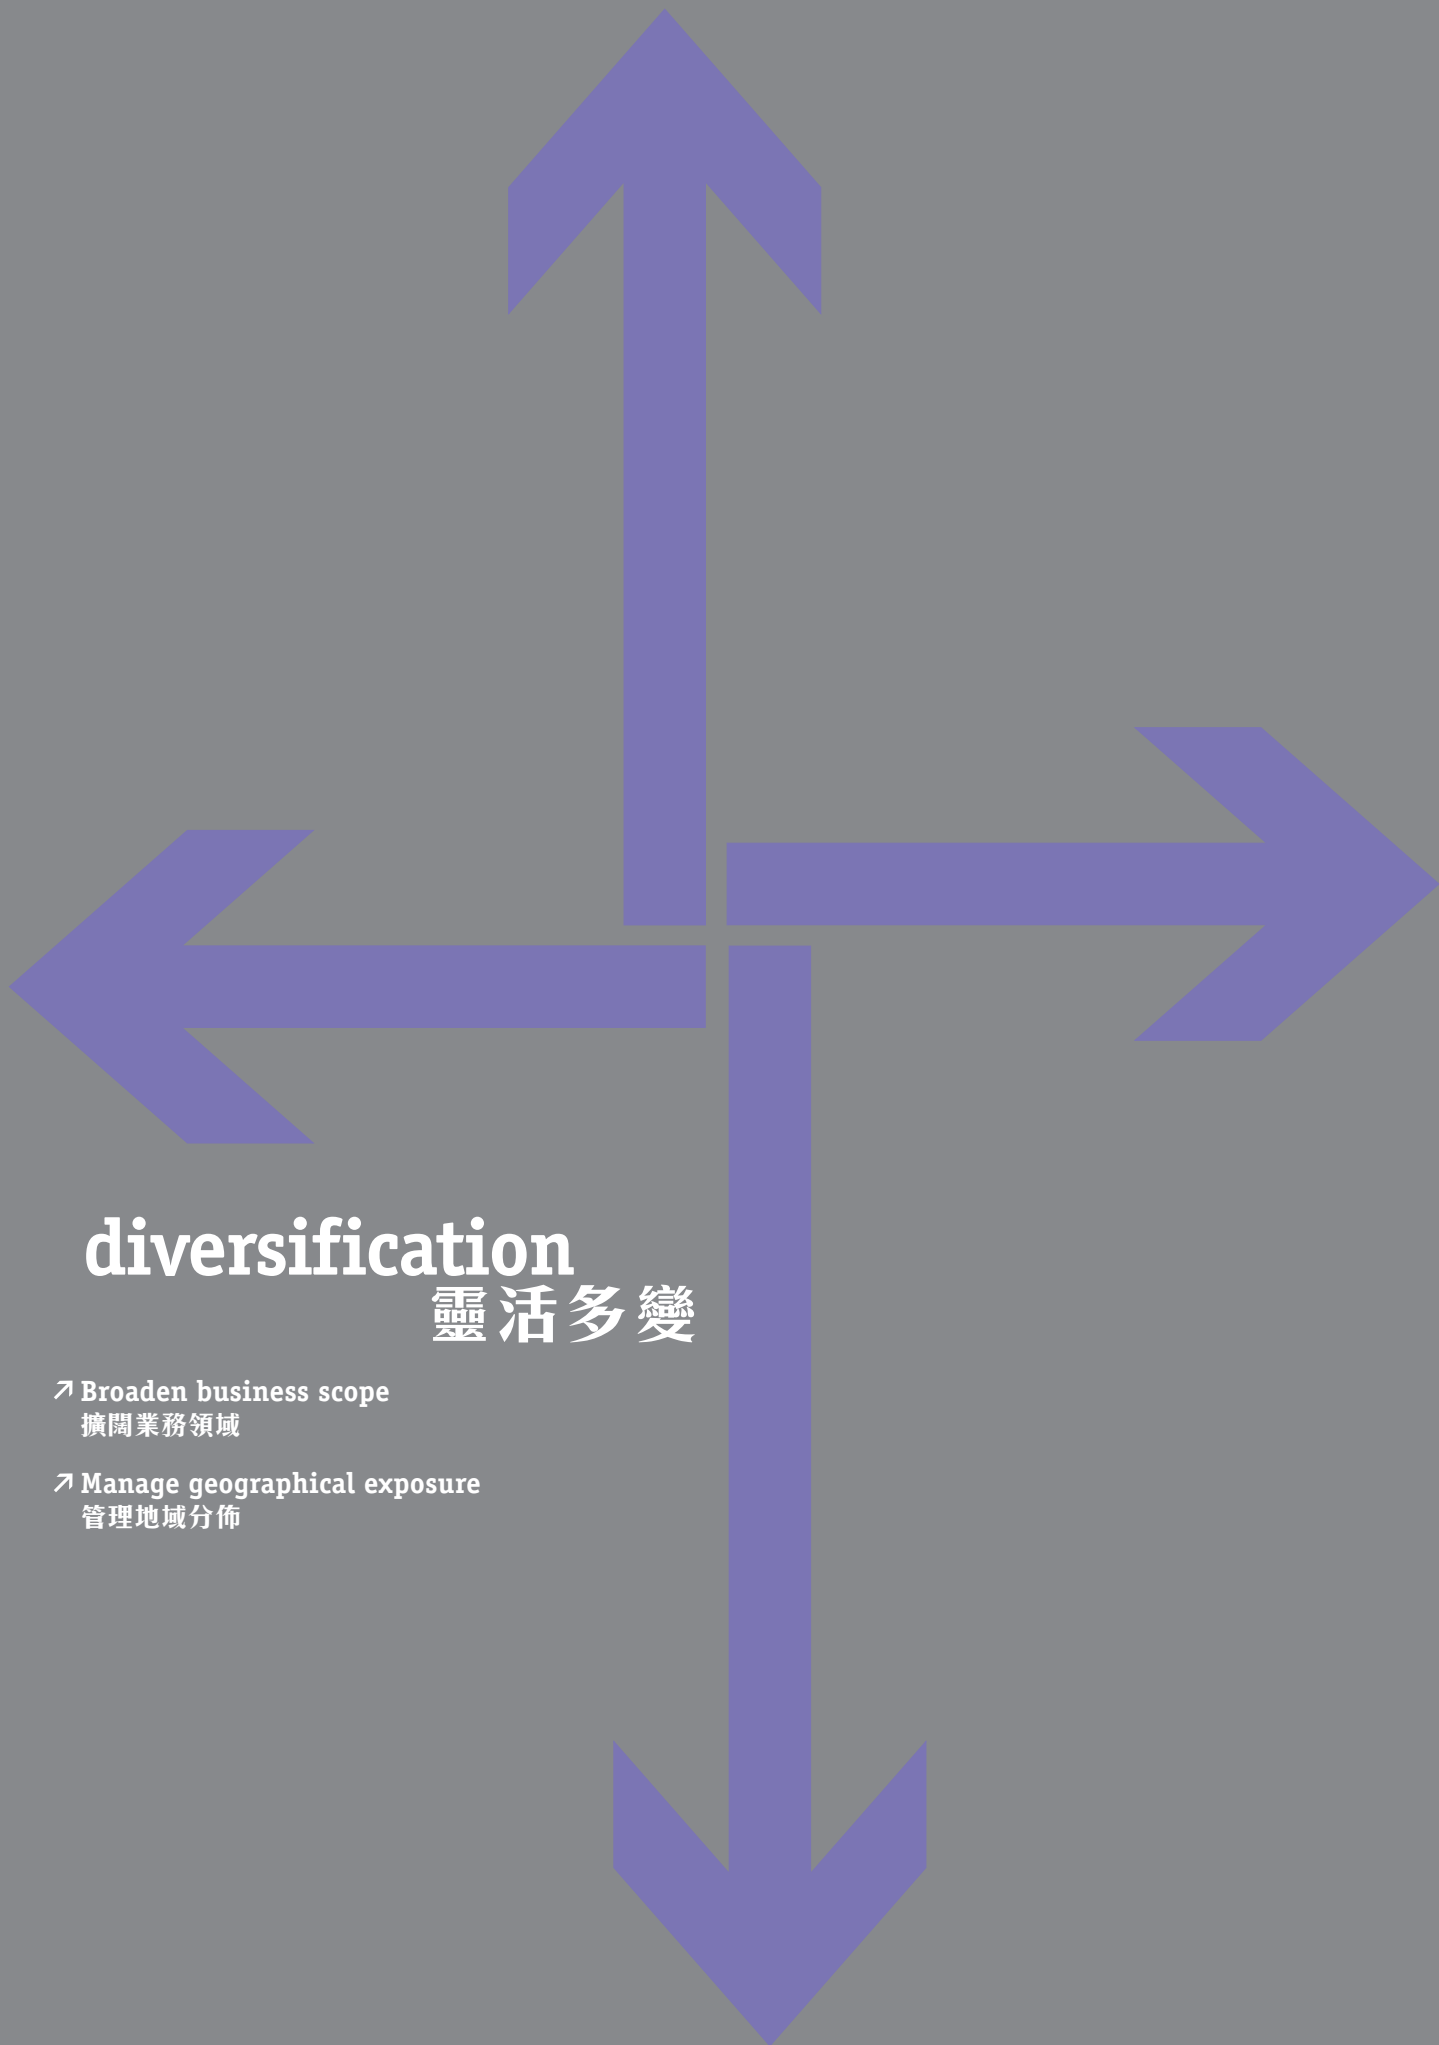 diversification
靈活多變
Broaden business scope
擴闊業務領域
Manage geographical exposure
管理地域分佈